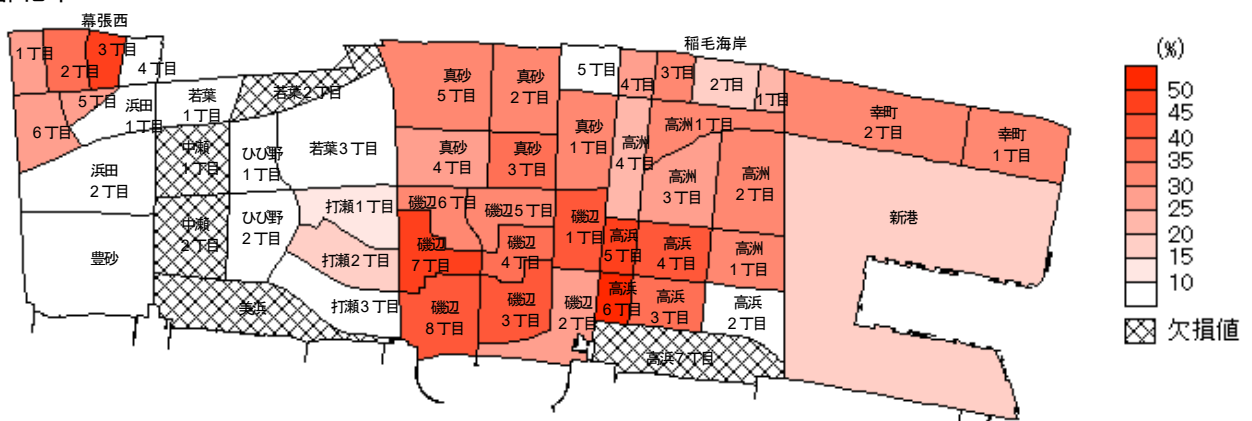 幕張西
1丁目
2丁目
3丁目
4丁目
5丁目
6丁目
浜田
1丁目
浜田
2丁目
豊砂
若葉
1丁目
若葉2丁目
若葉3丁目
中瀬
1丁目
中瀬
2丁目
ひび野
1丁目
ひび野
2丁目
美浜
打瀬1丁目
打瀬2丁目
打瀬3丁目
真砂
5丁目
真砂
2丁目
真砂
4丁目
真砂
3丁目
真砂
1丁目
磯辺6丁目
磯辺5丁目
磯辺
7丁目
磯辺
4丁目
磯辺
1丁目
磯辺
8丁目
磯辺
3丁目
磯辺
2丁目
稲毛海岸
5丁目
4丁目
3丁目
2丁目
1丁目
高洲1丁目
高洲
4丁目
高洲
3丁目
高洲
2丁目
高洲
1丁目
高浜
5丁目
高浜
4丁目
高浜
6丁目
高浜
3丁目
高浜
2丁目
高浜7丁目
幸町
2丁目
幸町
1丁目
新港
(%)
50
45
40
35
30
25
20
15
10
欠損値